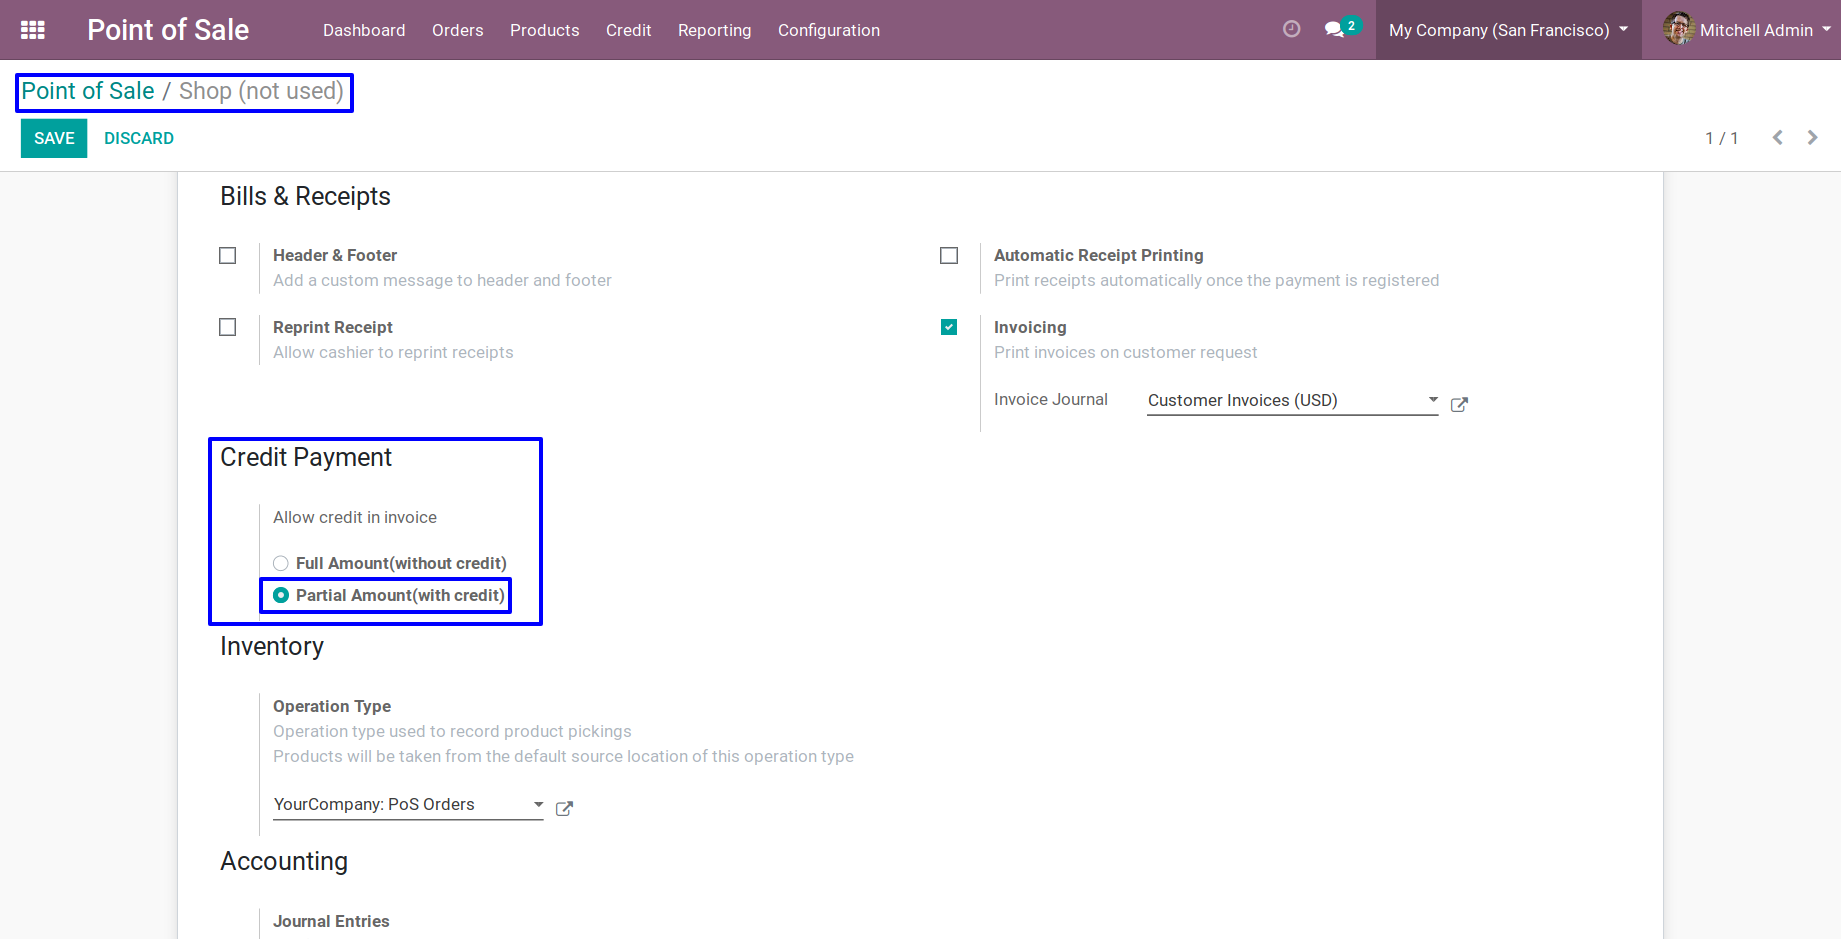 Point of Sale Dashboard Orders Products Credit Reporting Configuration 2 My Company (San Francisco) Mitchell Admin
Point of Sale / Shop (not used)
SAVE DISCARD 1 / 1
Bills & Receipts
Header & Footer
Add a custom message to header and footer
Automatic Receipt Printing
Print receipts automatically once the payment is registered
Reprint Receipt
Allow cashier to reprint receipts
Invoicing
Print invoices on customer request
Invoice Journal Customer Invoices (USD)
Credit Payment
Allow credit in invoice
Full Amount(without credit)
Partial Amount(with credit)
Inventory
Operation Type
Operation type used to record product pickings
Products will be taken from the default source location of this operation type
YourCompany: PoS Orders
Accounting
Journal Entries